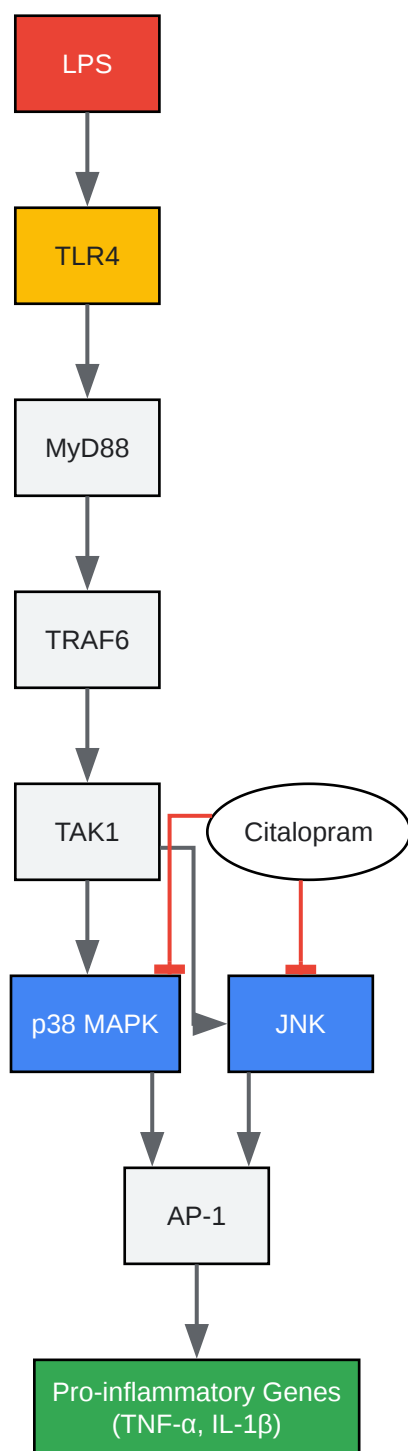 LPS
TLR4
MyD88
TRAF6
TAK1
Citalopram
p38 MAPK
JNK
AP-1
Pro-inflammatory Genes
(TNF-α, IL-1β)